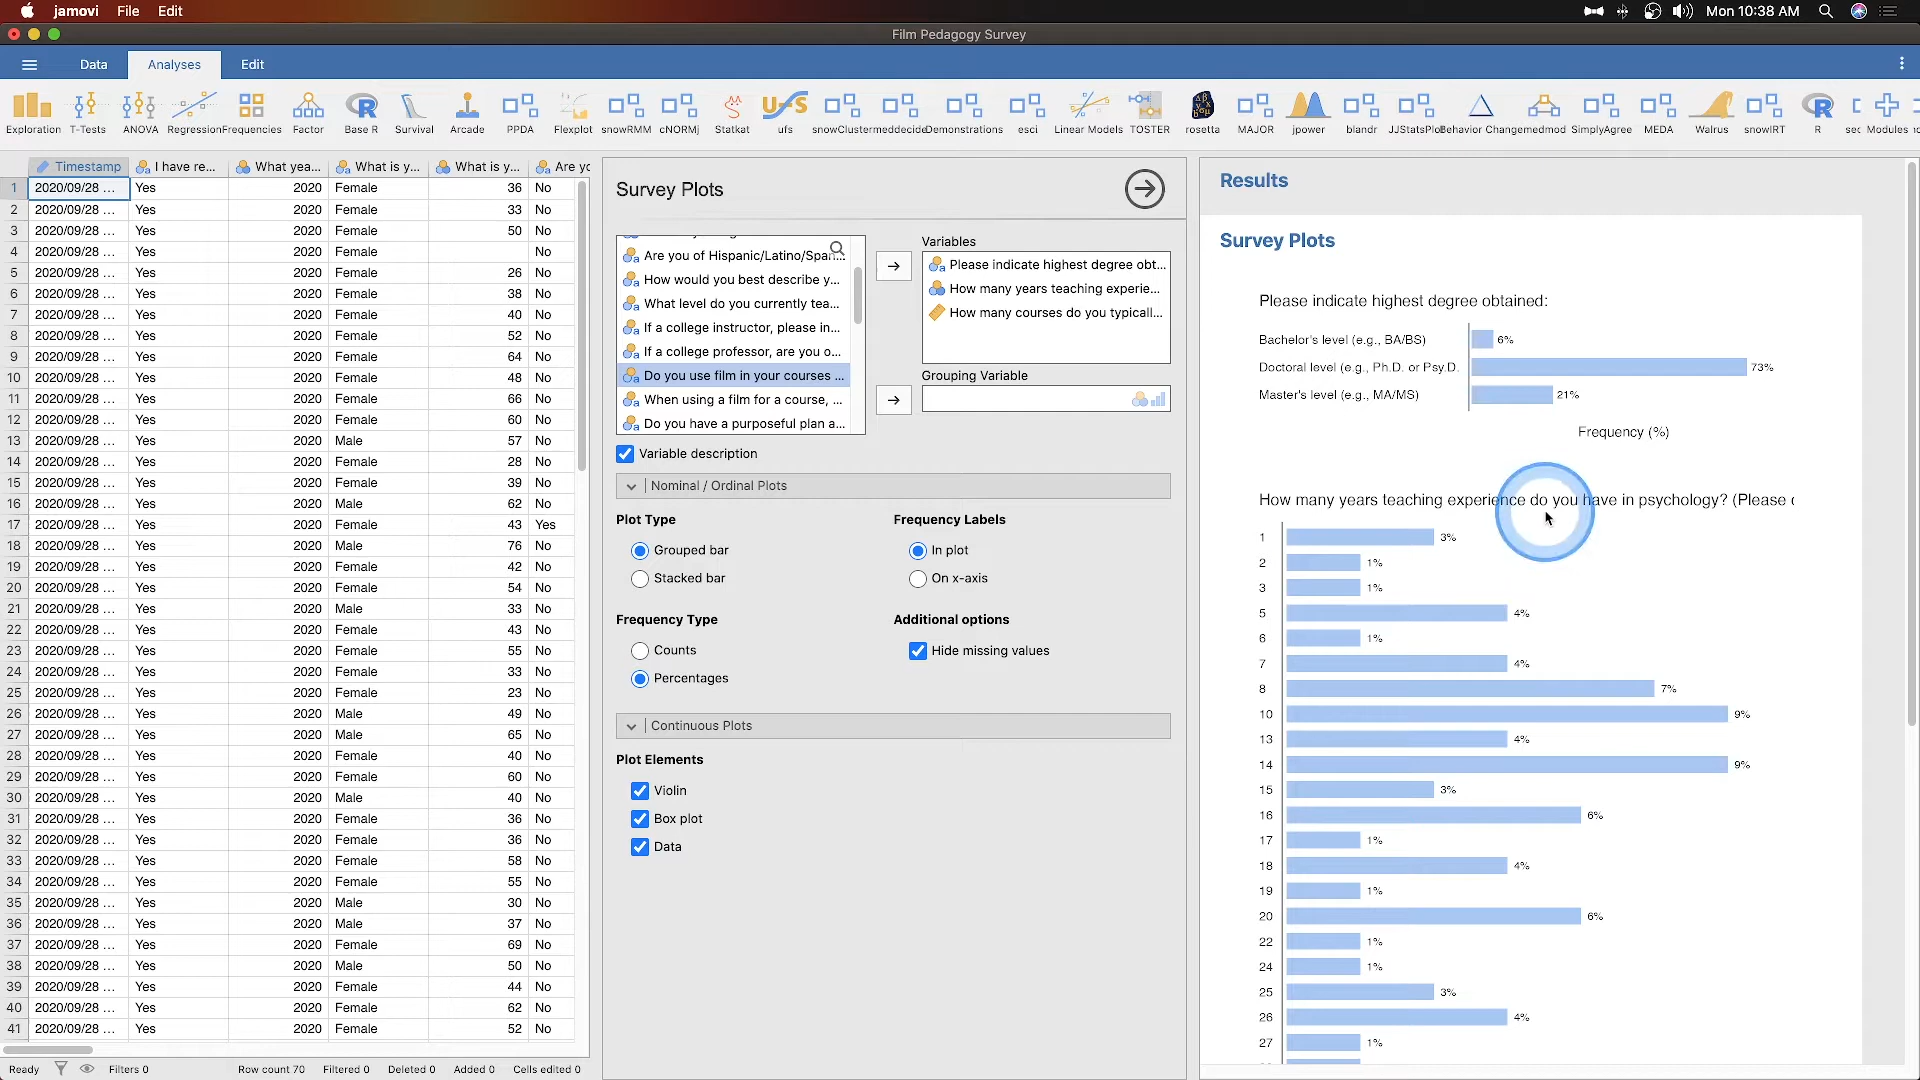 jamovi File Edit Mon 10:38 AM
Film Pedagogy Survey
Data Analyses Edit
Exploration T-Tests ANOVA Regression Frequencies Factor Base R Survival Arcade PPDA Flexplot snowRMM cNORMj Statkat ufs snowCluster meddecide Demonstrations esci Linear Models TOSTER rosetta MAJOR jpower blandr JJStatsPlo Behavior Change medmod SimplyAgree MEDA Walrus snowIRT R sec Modules
Timestamp I have re... What yea... What is y... What is y... Are yo
1 2020/09/28 ... Yes 2020 Female 36 No
2 2020/09/28 ... Yes 2020 Female 33 No
3 2020/09/28 ... Yes 2020 Female 50 No
4 2020/09/28 ... Yes 2020 Female No
5 2020/09/28 ... Yes 2020 Female 26 No
6 2020/09/28 ... Yes 2020 Female 38 No
7 2020/09/28 ... Yes 2020 Female 40 No
8 2020/09/28 ... Yes 2020 Female 52 No
9 2020/09/28 ... Yes 2020 Female 64 No
10 2020/09/28 ... Yes 2020 Female 48 No
11 2020/09/28 ... Yes 2020 Female 66 No
12 2020/09/28 ... Yes 2020 Female 60 No
13 2020/09/28 ... Yes 2020 Male 57 No
14 2020/09/28 ... Yes 2020 Female 28 No
15 2020/09/28 ... Yes 2020 Female 39 No
16 2020/09/28 ... Yes 2020 Male 62 No
17 2020/09/28 ... Yes 2020 Female 43 Yes
18 2020/09/28 ... Yes 2020 Male 76 No
19 2020/09/28 ... Yes 2020 Female 42 No
20 2020/09/28 ... Yes 2020 Female 54 No
21 2020/09/28 ... Yes 2020 Male 33 No
22 2020/09/28 ... Yes 2020 Female 43 No
23 2020/09/28 ... Yes 2020 Female 55 No
24 2020/09/28 ... Yes 2020 Female 33 No
25 2020/09/28 ... Yes 2020 Female 23 No
26 2020/09/28 ... Yes 2020 Male 49 No
27 2020/09/28 ... Yes 2020 Male 65 No
28 2020/09/28 ... Yes 2020 Female 40 No
29 2020/09/28 ... Yes 2020 Female 60 No
30 2020/09/28 ... Yes 2020 Male 40 No
31 2020/09/28 ... Yes 2020 Female 36 No
32 2020/09/28 ... Yes 2020 Female 36 No
33 2020/09/28 ... Yes 2020 Female 58 No
34 2020/09/28 ... Yes 2020 Female 55 No
35 2020/09/28 ... Yes 2020 Male 30 No
36 2020/09/28 ... Yes 2020 Male 37 No
37 2020/09/28 ... Yes 2020 Female 69 No
38 2020/09/28 ... Yes 2020 Male 50 No
39 2020/09/28 ... Yes 2020 Female 44 No
40 2020/09/28 ... Yes 2020 Female 62 No
41 2020/09/28 ... Yes 2020 Female 52 No
Ready Filters 0 Row count 70 Filtered 0 Deleted 0 Added 0 Cells edited 0
Survey Plots
Are you of Hispanic/Latino/Span...
How would you best describe y...
What level do you currently tea...
If a college instructor, please in...
If a college professor, are you o...
Do you use film in your courses ...
When using a film for a course, ...
Do you have a purposeful plan a...
Variables
Please indicate highest degree obt...
How many years teaching experie...
How many courses do you typicall...
Grouping Variable
Variable description
Nominal / Ordinal Plots
Plot Type Frequency Labels
Grouped bar In plot
Stacked bar On x-axis
Frequency Type Additional options
Counts Hide missing values
Percentages
Continuous Plots
Plot Elements
Violin
Box plot
Data
Results
Survey Plots
Please indicate highest degree obtained:
Bachelor's level (e.g., BA/BS) 6%
Doctoral level (e.g., Ph.D. or Psy.D. 73%
Master's level (e.g., MA/MS) 21%
Frequency (%)
How many years teaching experience do you have in psychology? (Please
1 3%
2 1%
3 1%
5 4%
6 1%
7 4%
8 7%
10 9%
13 4%
14 9%
15 3%
16 6%
17 1%
18 4%
19 1%
20 6%
22 1%
24 1%
25 3%
26 4%
27 1%